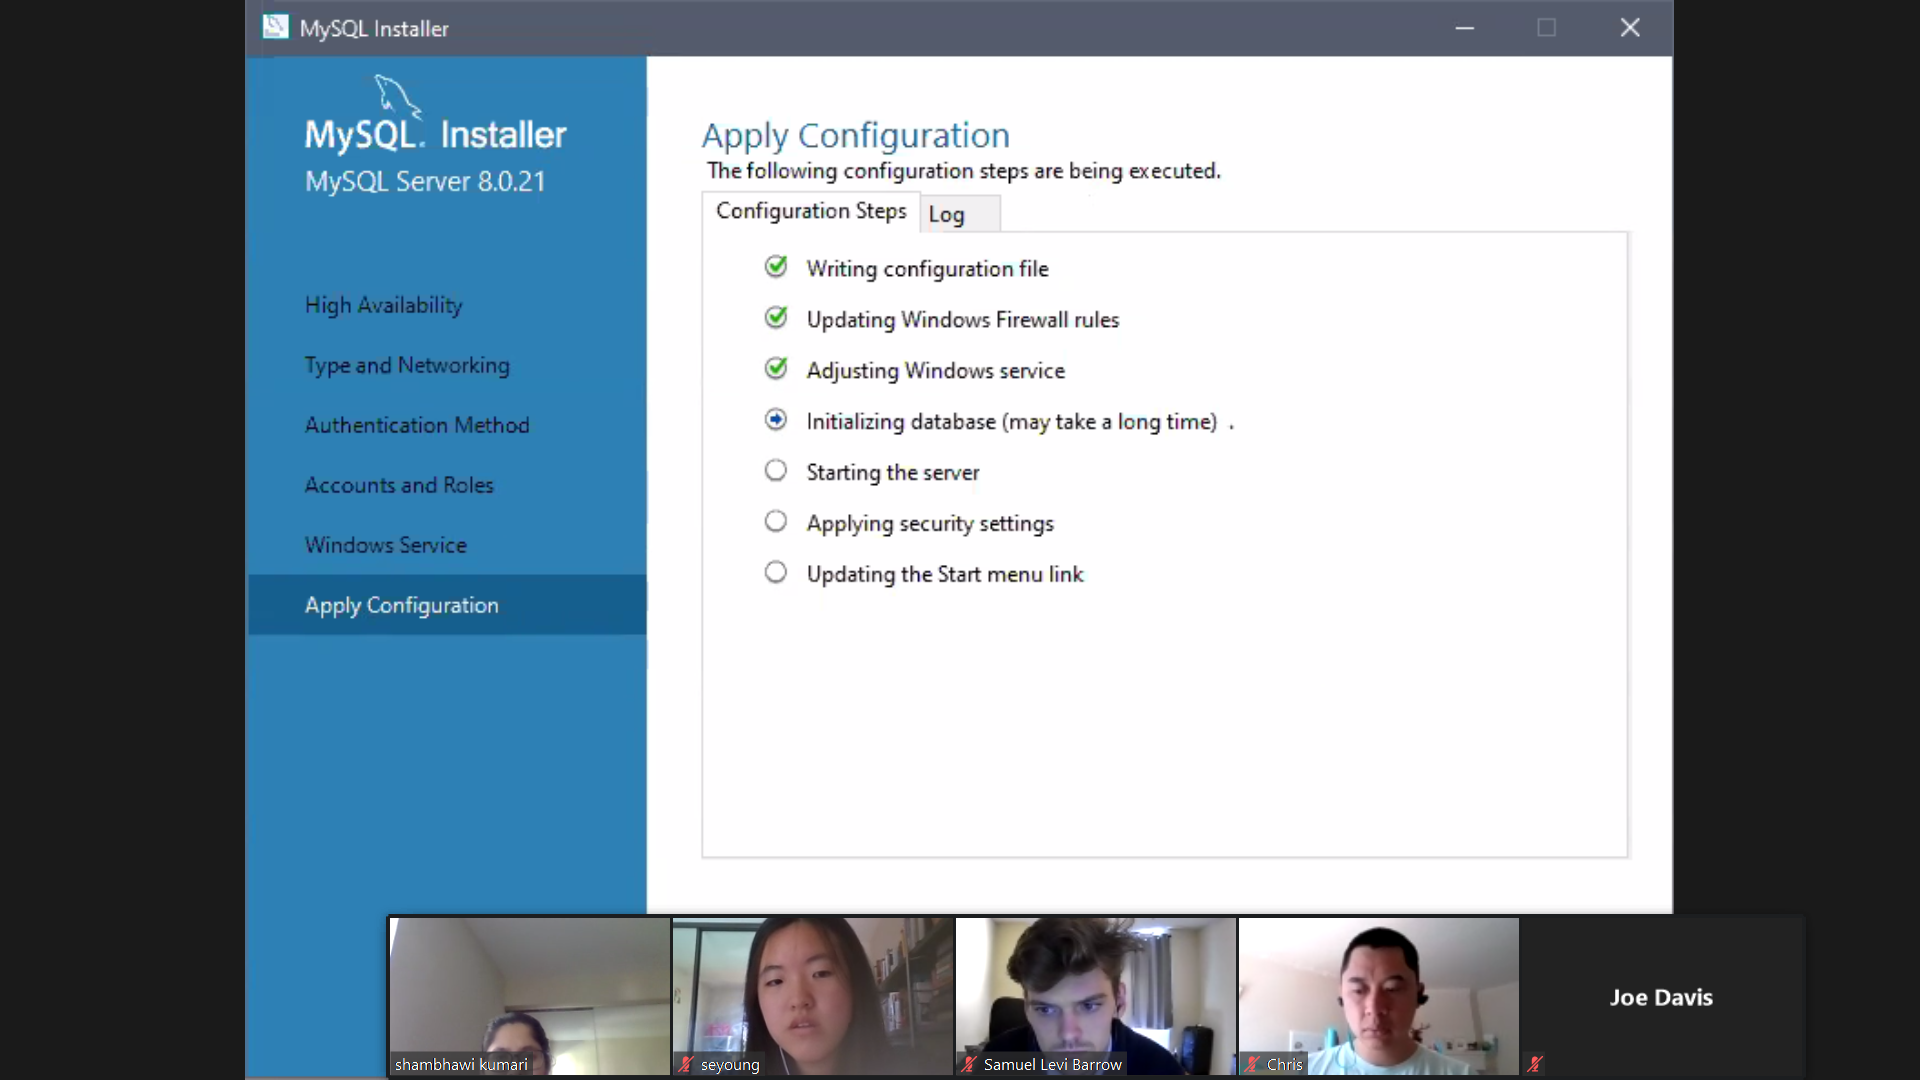 MySQL Installer
MySQL. Installer
MySQL Server 8.0.21
High Availability
Type and Networking
Authentication Method
Accounts and Roles
Windows Service
Apply Configuration
Apply Configuration
The following configuration steps are being executed.
Configuration Steps
Log
Writing configuration file
Updating Windows Firewall rules
Adjusting Windows service
Initializing database (may take a long time) .
Starting the server
Applying security settings
Updating the Start menu link
shambhawi kumari
seyoung
Samuel Levi Barrow
Chris
Joe Davis